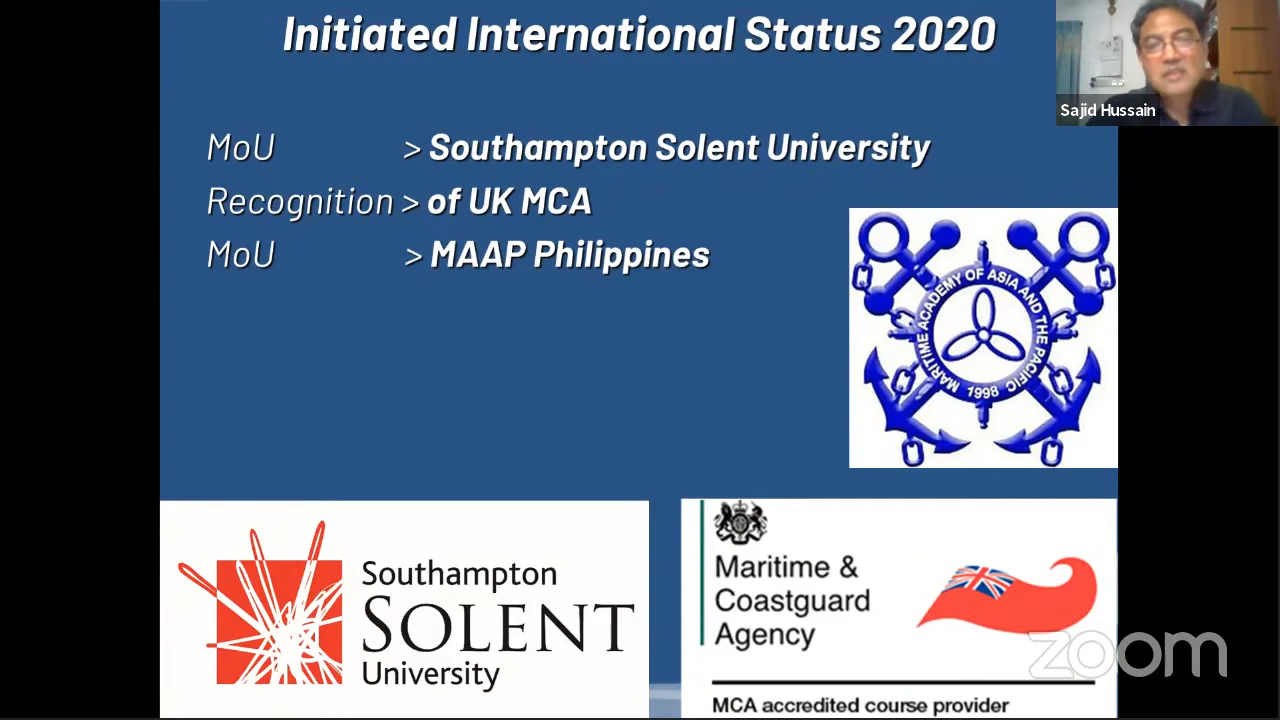 Initiated International Status 2020
Sajid Hussain
MoU > Southampton Solent University
Recognition > of UK MCA
MoU > MAAP Philippines
MARITIME ACADEMY OF ASIA AND THE PACIFIC
1998
Southampton
SOLENT
University
Maritime &
Coastguard
Agency
MCA accredited course provider
zoom